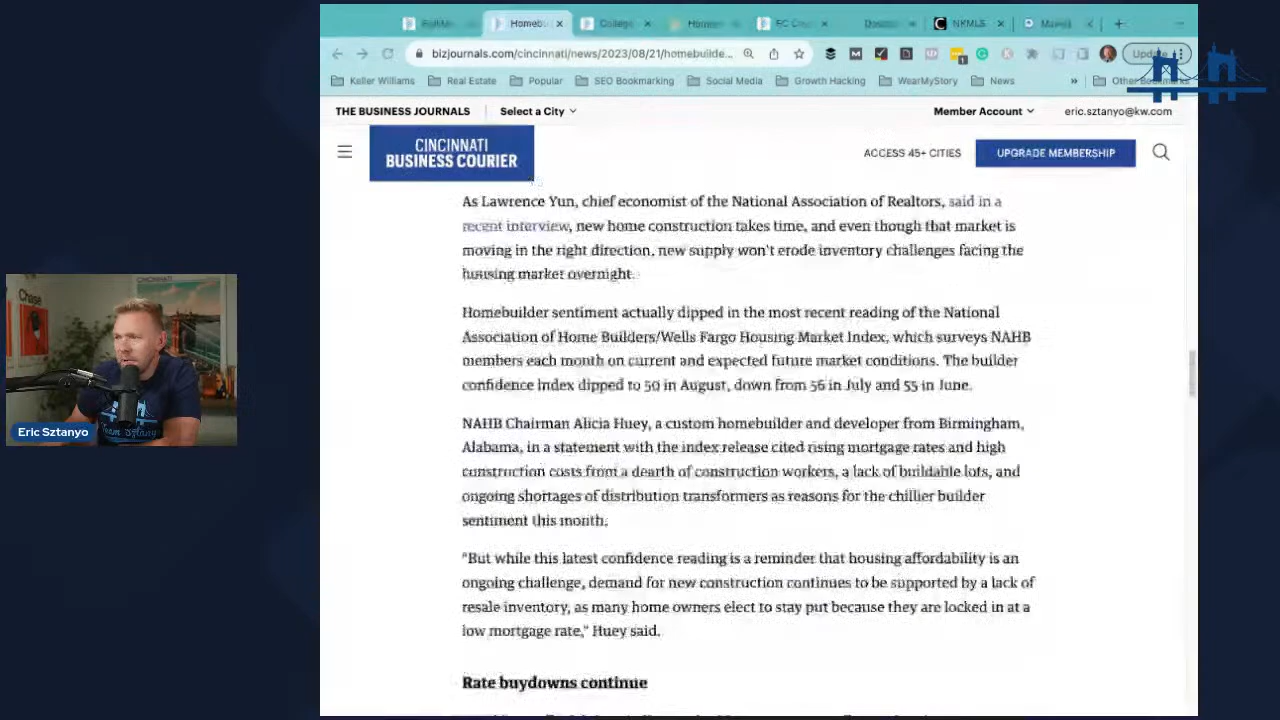 Homeb
College
FC Cin
NKMLS
bizjournals.com/cincinnati/news/2023/08/21/homebuilde...
Update
Keller Williams
Real Estate
Popular
SEO Bookmarking
Social Media
Growth Hacking
WearMyStory
News
»
Other Bookmarks
THE BUSINESS JOURNALS
Select a City
Member Account
eric.sztanyo@kw.com
CINCINNATI
BUSINESS COURIER
ACCESS 45+ CITIES
UPGRADE MEMBERSHIP
As Lawrence Yun, chief economist of the National Association of Realtors, said in a
recent interview, new home construction takes time, and even though that market is
moving in the right direction, new supply won't erode inventory challenges facing the
housing market overnight.
Homebuilder sentiment actually dipped in the most recent reading of the National
Association of Home Builders/Wells Fargo Housing Market Index, which surveys NAHB
members each month on current and expected future market conditions. The builder
confidence index dipped to 50 in August, down from 56 in July and 55 in June.
NAHB Chairman Alicia Huey, a custom homebuilder and developer from Birmingham,
Alabama, in a statement with the index release cited rising mortgage rates and high
construction costs from a dearth of construction workers, a lack of buildable lots, and
ongoing shortages of distribution transformers as reasons for the chillier builder
sentiment this month.
"But while this latest confidence reading is a reminder that housing affordability is an
ongoing challenge, demand for new construction continues to be supported by a lack of
resale inventory, as many home owners elect to stay put because they are locked in at a
low mortgage rate," Huey said.
Rate buydowns continue
CINCINNATI
Chase
Team Sztanyo
Eric Sztanyo